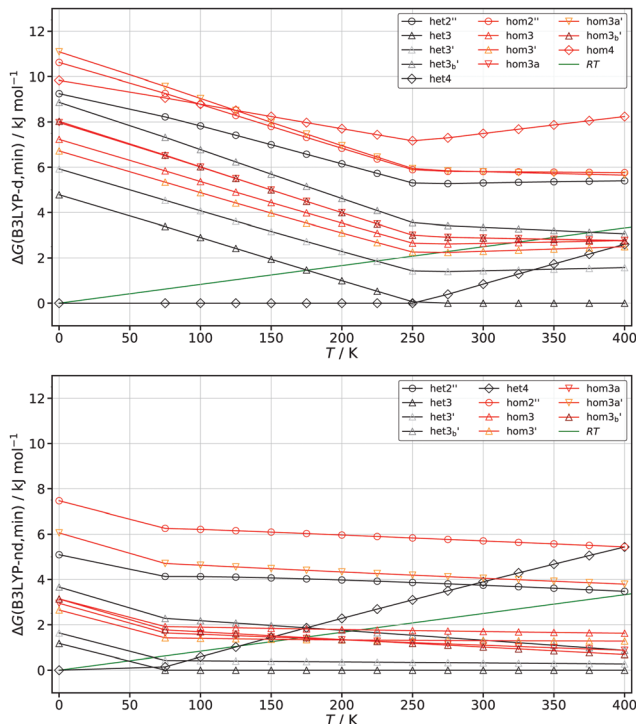 ΔG(B3LYP-d,min) / kJ mol⁻¹
12
10
8
6
4
2
0
het2''
het3
het3'
het3b'
het4
hom2''
hom3
hom3'
hom3a
hom3a'
hom3b'
hom4
RT
0 50 100 150 200 250 300 350 400
T / K
ΔG(B3LYP-nd,min) / kJ mol⁻¹
12
10
8
6
4
2
0
het2''
het3
het3'
het3b'
het4
hom2''
hom3
hom3'
hom3a
hom3a'
hom3b'
RT
0 50 100 150 200 250 300 350 400
T / K